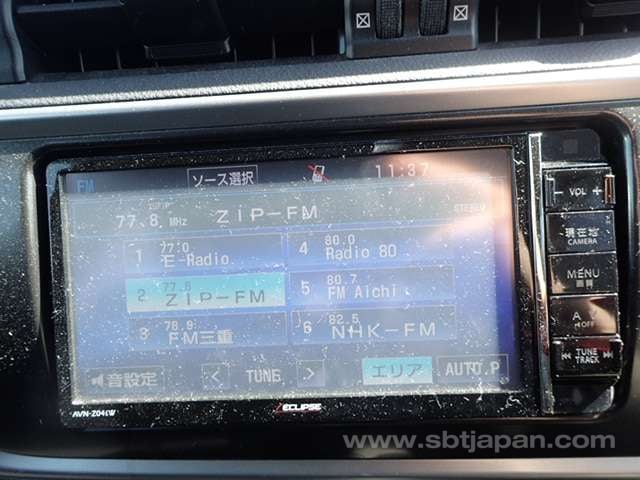 FM ソース選択 11:37
77.8 MHz ZIP-FM STEREO
1 77.0 E-Radio
4 80.0 Radio 80
2 77.8 ZIP-FM
5 80.7 FM Aichi
3 78.9 FM三重
6 82.5 NHK-FM
音設定 < TUNE > エリア AUTO.P
AVN-Z04iW ECLIPSE
- VOL +
現在地
CAMERA
MENU
A V
OFF
TUNE
TRACK
www.sbtjapan.com